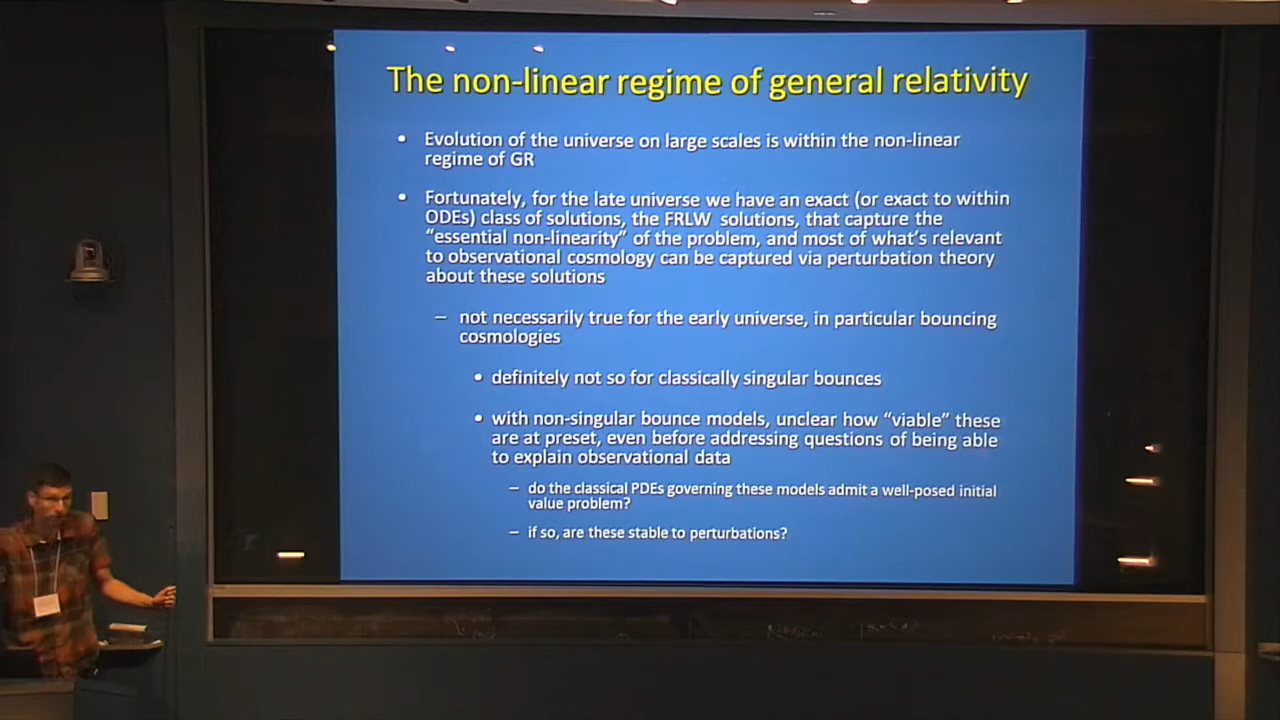 The non-linear regime of general relativity
• Evolution of the universe on large scales is within the non-linear
regime of GR
• Fortunately, for the late universe we have an exact (or exact to within
ODEs) class of solutions, the FRLW solutions, that capture the
“essential non-linearity” of the problem, and most of what’s relevant
to observational cosmology can be captured via perturbation theory
about these solutions
– not necessarily true for the early universe, in particular bouncing
cosmologies
• definitely not so for classically singular bounces
• with non-singular bounce models, unclear how “viable” these
are at preset, even before addressing questions of being able
to explain observational data
– do the classical PDEs governing these models admit a well-posed initial
value problem?
– if so, are these stable to perturbations?